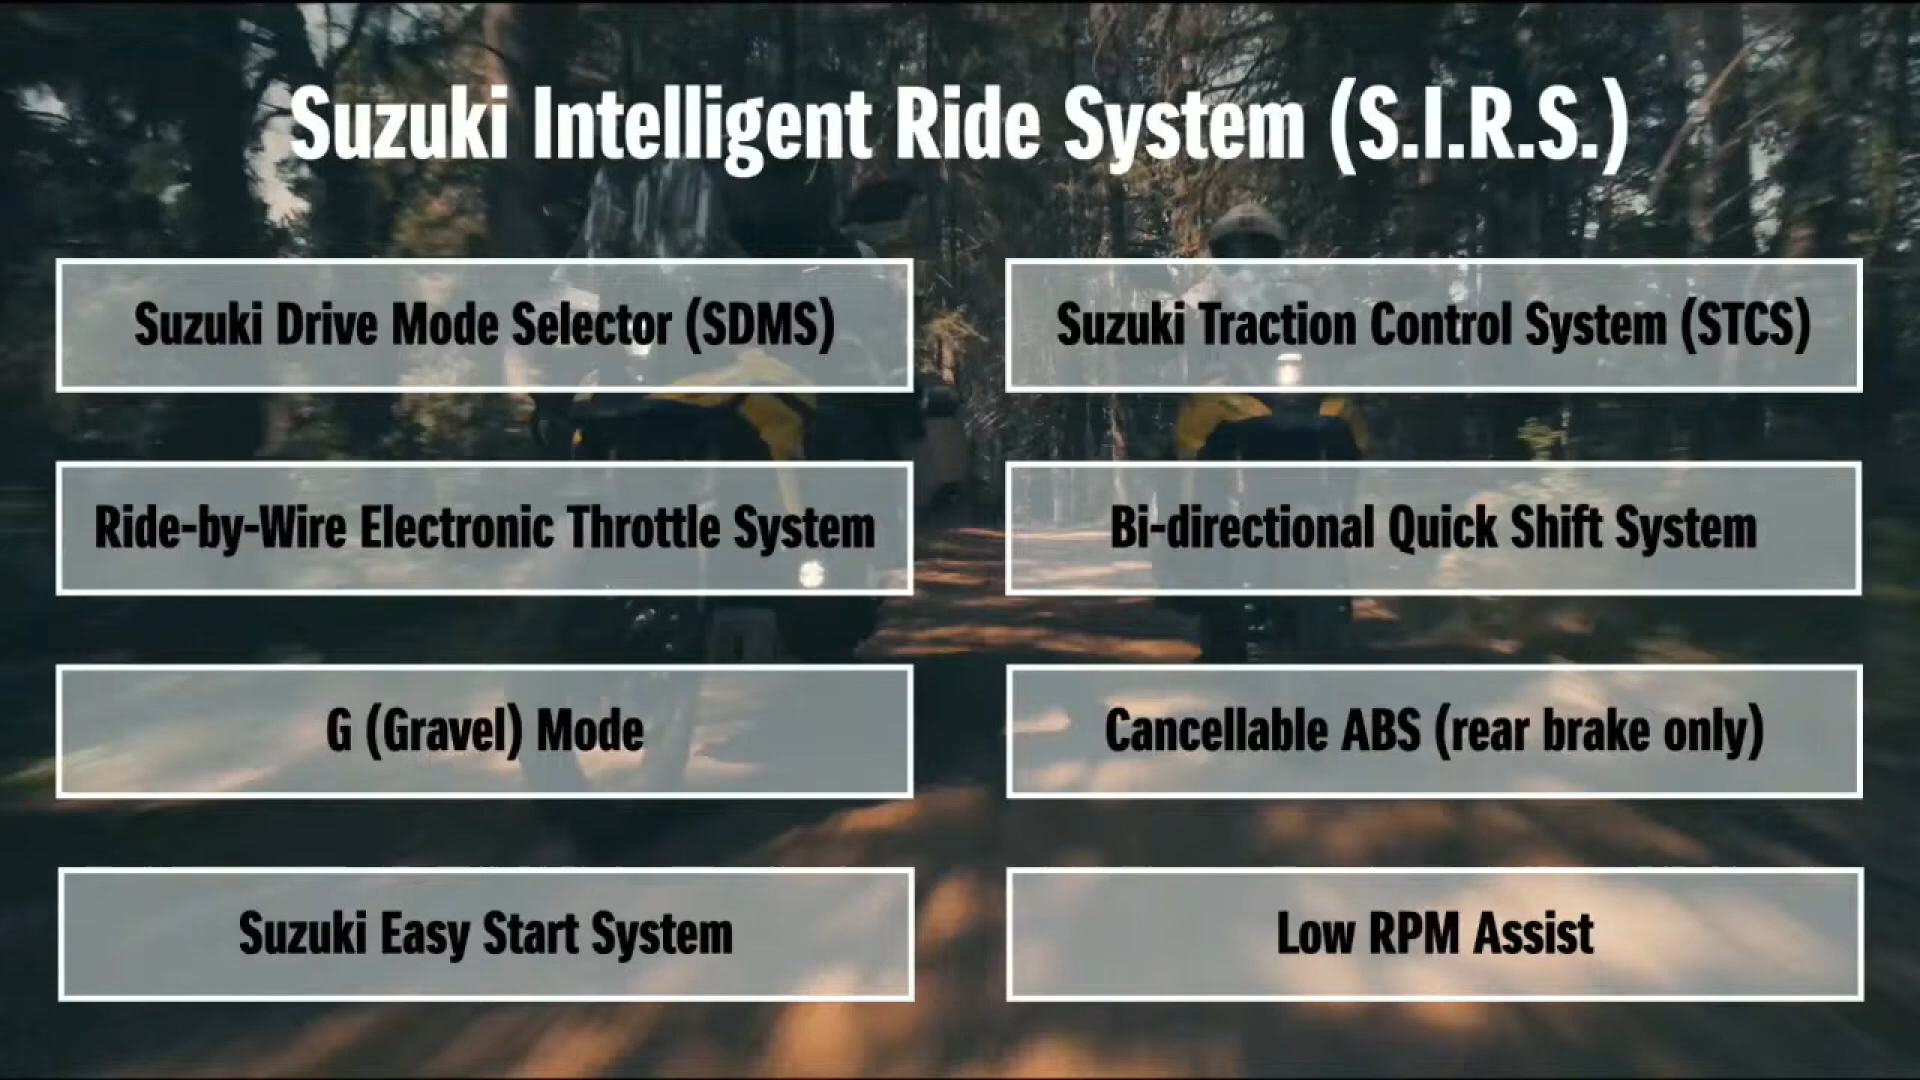 Suzuki Intelligent Ride System (S.I.R.S.)
Suzuki Drive Mode Selector (SDMS)
Suzuki Traction Control System (STCS)
Ride-by-Wire Electronic Throttle System
Bi-directional Quick Shift System
G (Gravel) Mode
Cancellable ABS (rear brake only)
Suzuki Easy Start System
Low RPM Assist